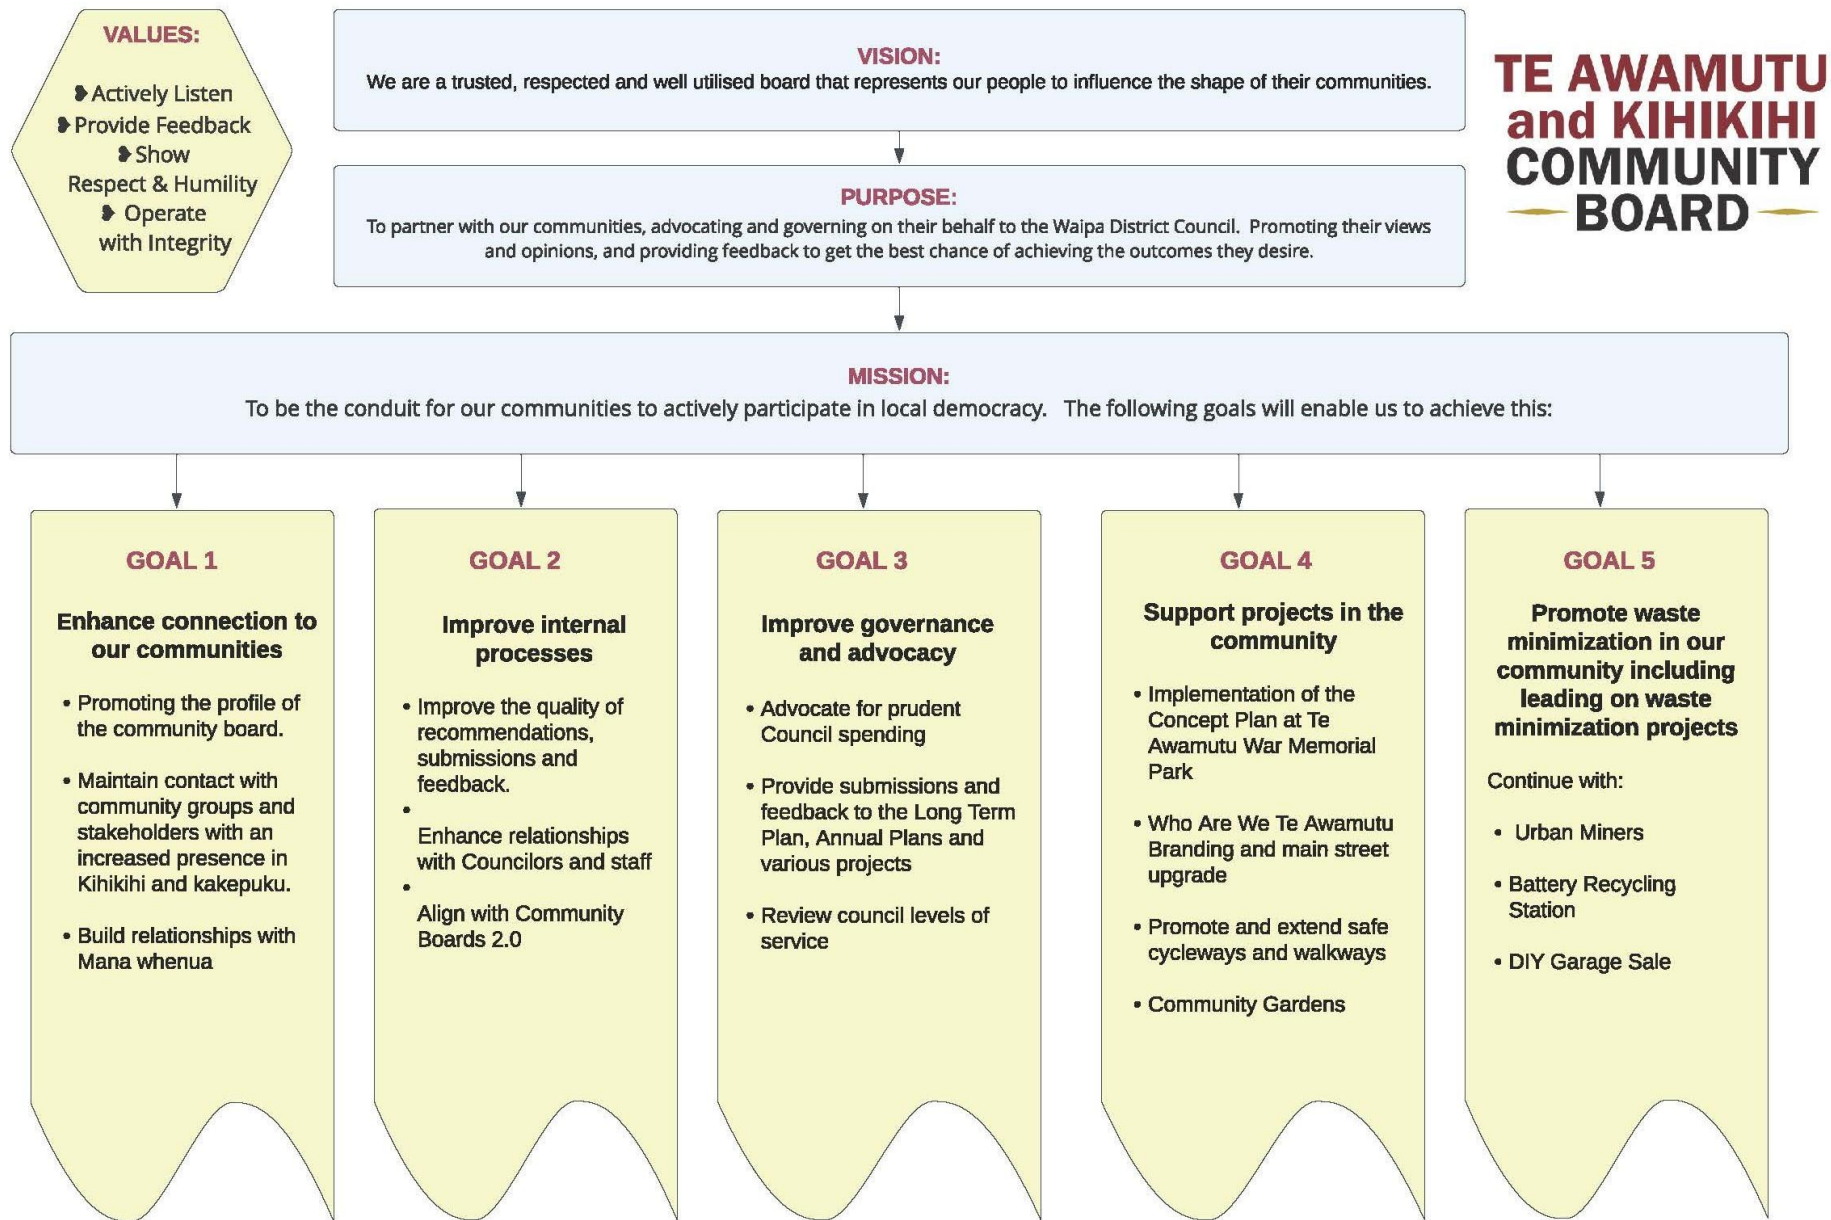 VALUES:
❥Actively Listen
❥Provide Feedback
❥Show
Respect & Humility
❥ Operate
with Integrity
VISION:
We are a trusted, respected and well utilised board that represents our people to influence the shape of their communities.
TE AWAMUTU
and KIHIKIHI
COMMUNITY
BOARD
PURPOSE:
To partner with our communities, advocating and governing on their behalf to the Waipa District Council. Promoting their views
and opinions, and providing feedback to get the best chance of achieving the outcomes they desire.
MISSION:
To be the conduit for our communities to actively participate in local democracy. The following goals will enable us to achieve this:
GOAL 1
Enhance connection to
our communities
• Promoting the profile of
the community board.
• Maintain contact with
community groups and
stakeholders with an
increased presence in
Kihikihi and kakepuku.
• Build relationships with
Mana whenua
GOAL 2
Improve internal
processes
• Improve the quality of
recommendations,
submissions and
feedback.
•
Enhance relationships
with Councilors and staff
•
Align with Community
Boards 2.0
GOAL 3
Improve governance
and advocacy
• Advocate for prudent
Council spending
• Provide submissions and
feedback to the Long Term
Plan, Annual Plans and
various projects
• Review council levels of
service
GOAL 4
Support projects in the
community
• Implementation of the
Concept Plan at Te
Awamutu War Memorial
Park
• Who Are We Te Awamutu
Branding and main street
upgrade
• Promote and extend safe
cycleways and walkways
• Community Gardens
GOAL 5
Promote waste
minimization in our
community including
leading on waste
minimization projects
Continue with:
• Urban Miners
• Battery Recycling
Station
• DIY Garage Sale